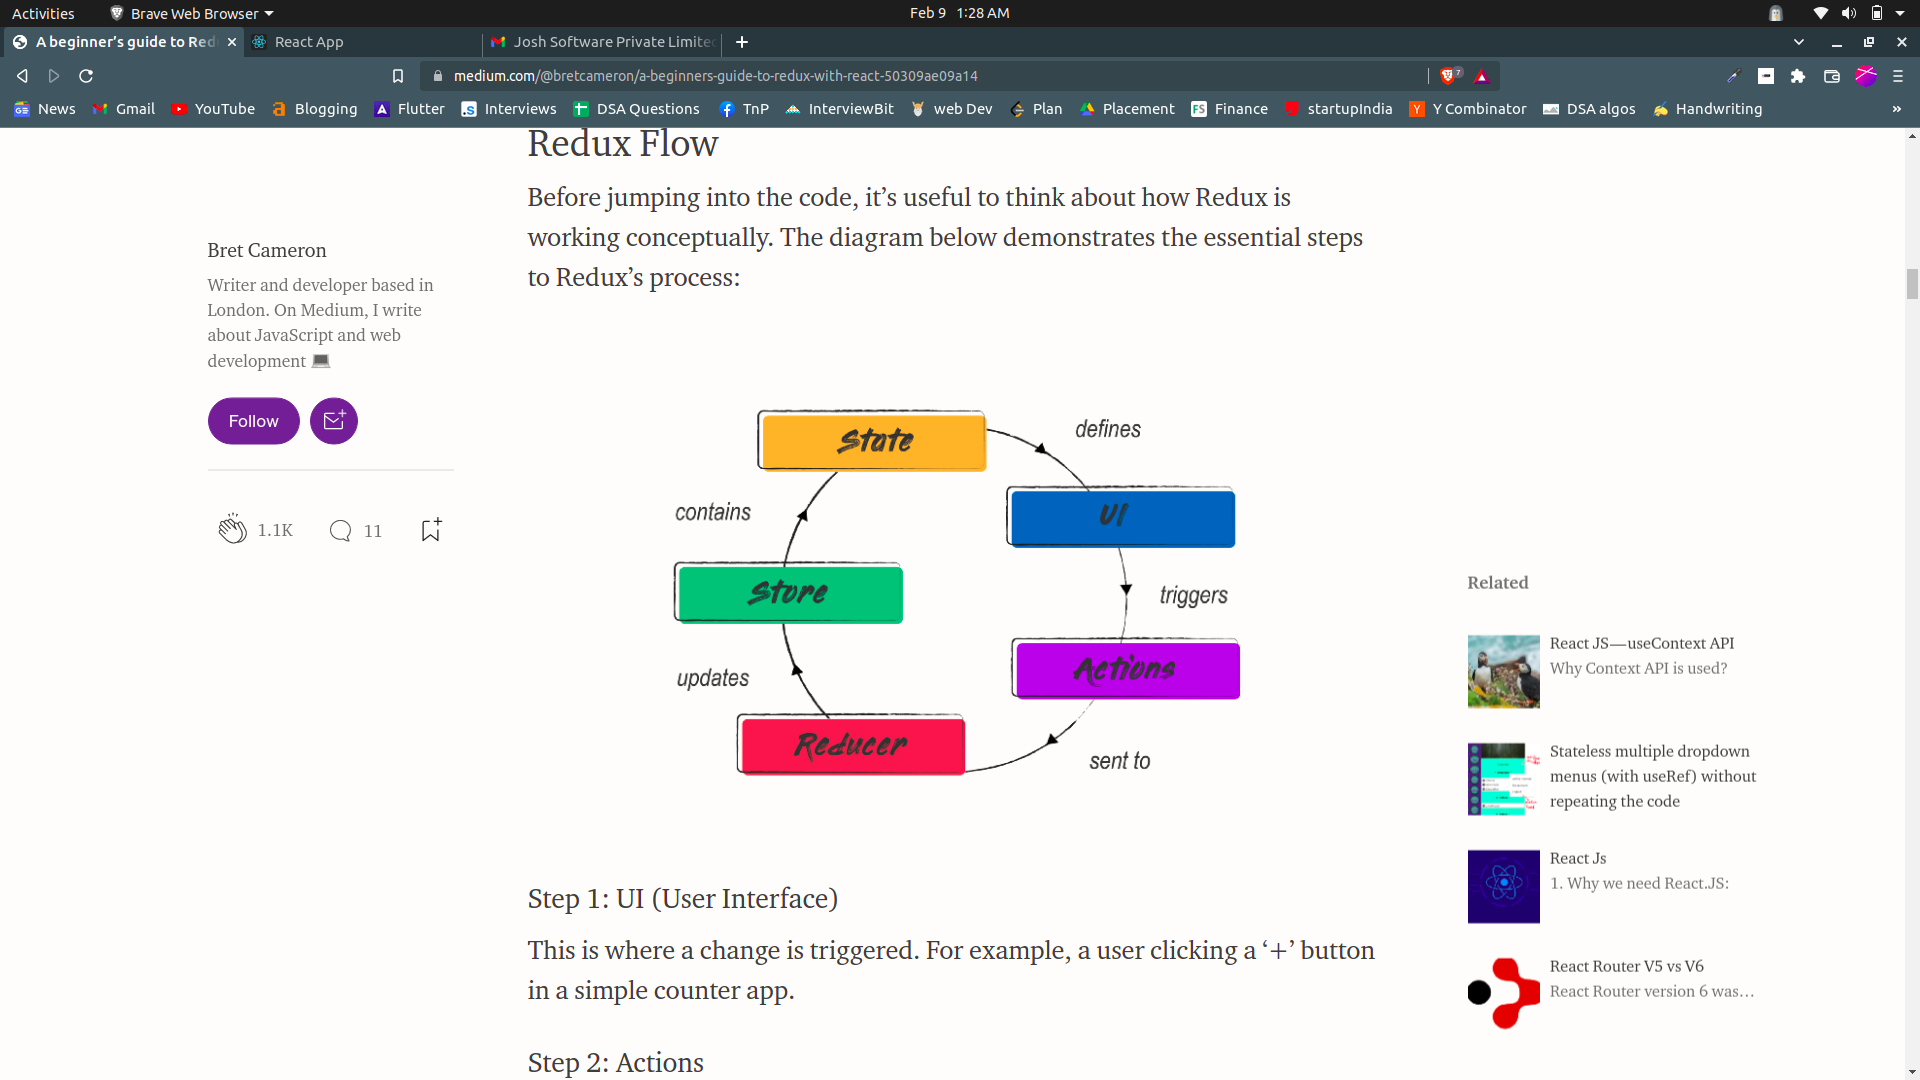 Activities
Brave Web Browser
Feb 9 1:28 AM
A beginner’s guide to Red
React App
Josh Software Private Limite
medium.com/@bretcameron/a-beginners-guide-to-redux-with-react-50309ae09a14
7
News
Gmail
YouTube
Blogging
Flutter
Interviews
DSA Questions
TnP
InterviewBit
web Dev
Plan
Placement
Finance
startupIndia
Y Combinator
DSA algos
Handwriting
»
Redux Flow
Before jumping into the code, it’s useful to think about how Redux is
working conceptually. The diagram below demonstrates the essential steps
to Redux’s process:
Bret Cameron
Writer and developer based in
London. On Medium, I write
about JavaScript and web
development 💻
Follow
1.1K
11
State
defines
UI
triggers
Actions
sent to
Reducer
updates
Store
contains
Step 1: UI (User Interface)
This is where a change is triggered. For example, a user clicking a ‘+’ button
in a simple counter app.
Step 2: Actions
Related
React JS — useContext API
Why Context API is used?
Stateless multiple dropdown
menus (with useRef) without
repeating the code
React Js
1. Why we need React.JS:
React Router V5 vs V6
React Router version 6 was…